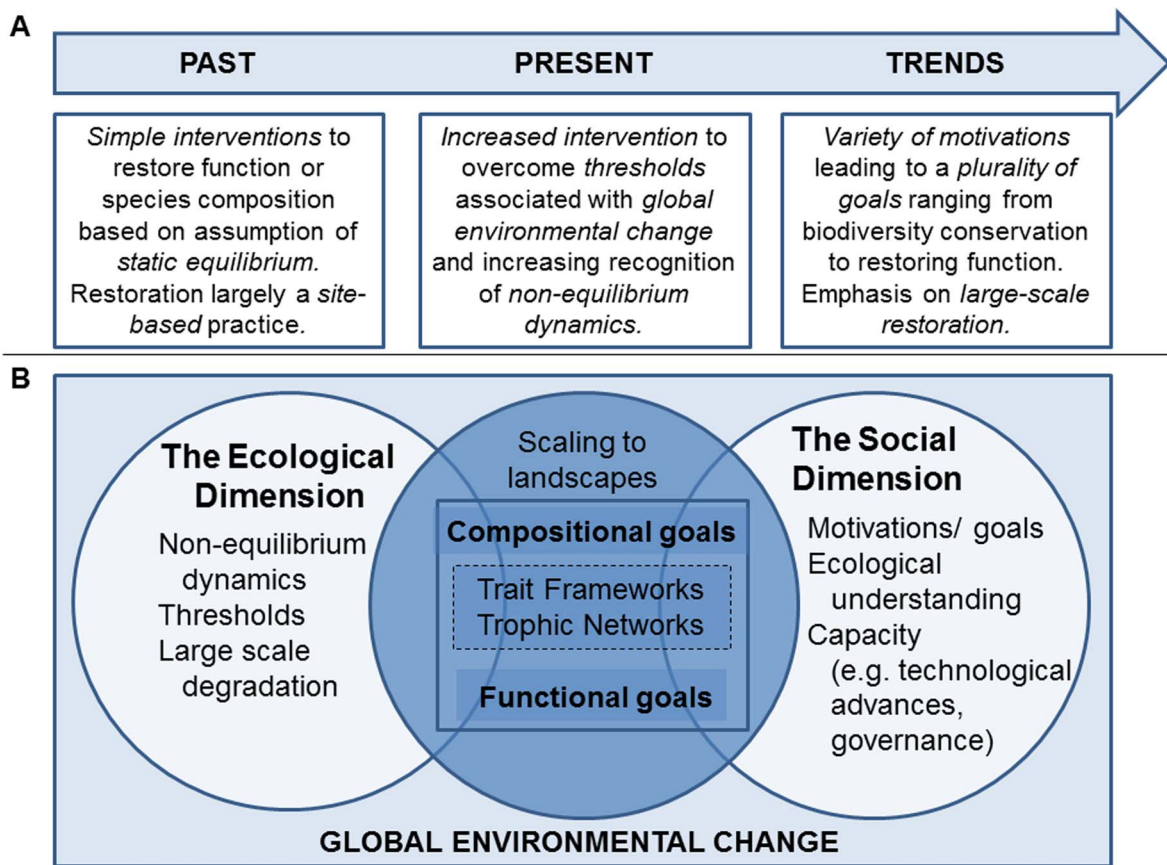 A
PAST
PRESENT
TRENDS
Simple interventions to
restore function or
species composition
based on assumption of
static equilibrium.
Restoration largely a site-
based practice.
Increased intervention to
overcome thresholds
associated with global
environmental change
and increasing recognition
of non-equilibrium
dynamics.
Variety of motivations
leading to a plurality of
goals ranging from
biodiversity conservation
to restoring function.
Emphasis on large-scale
restoration.
B
The Ecological
Dimension
Non-equilibrium
dynamics
Thresholds
Large scale
degradation
Scaling to
landscapes
Compositional goals
Trait Frameworks
Trophic Networks
Functional goals
The Social
Dimension
Motivations/ goals
Ecological
understanding
Capacity
(e.g. technological
advances,
governance)
GLOBAL ENVIRONMENTAL CHANGE